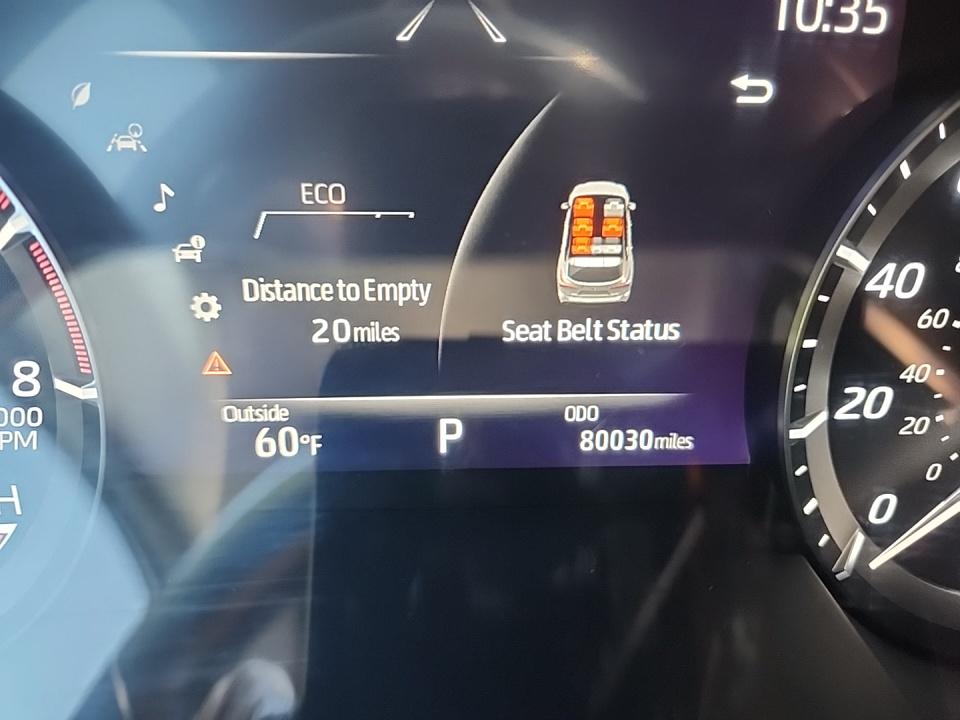 10:35
ECO
Distance to Empty
20 miles
Seat Belt Status
Outside
60°F
P
ODO
80030 miles
8
40
20
0
60
40
20
0